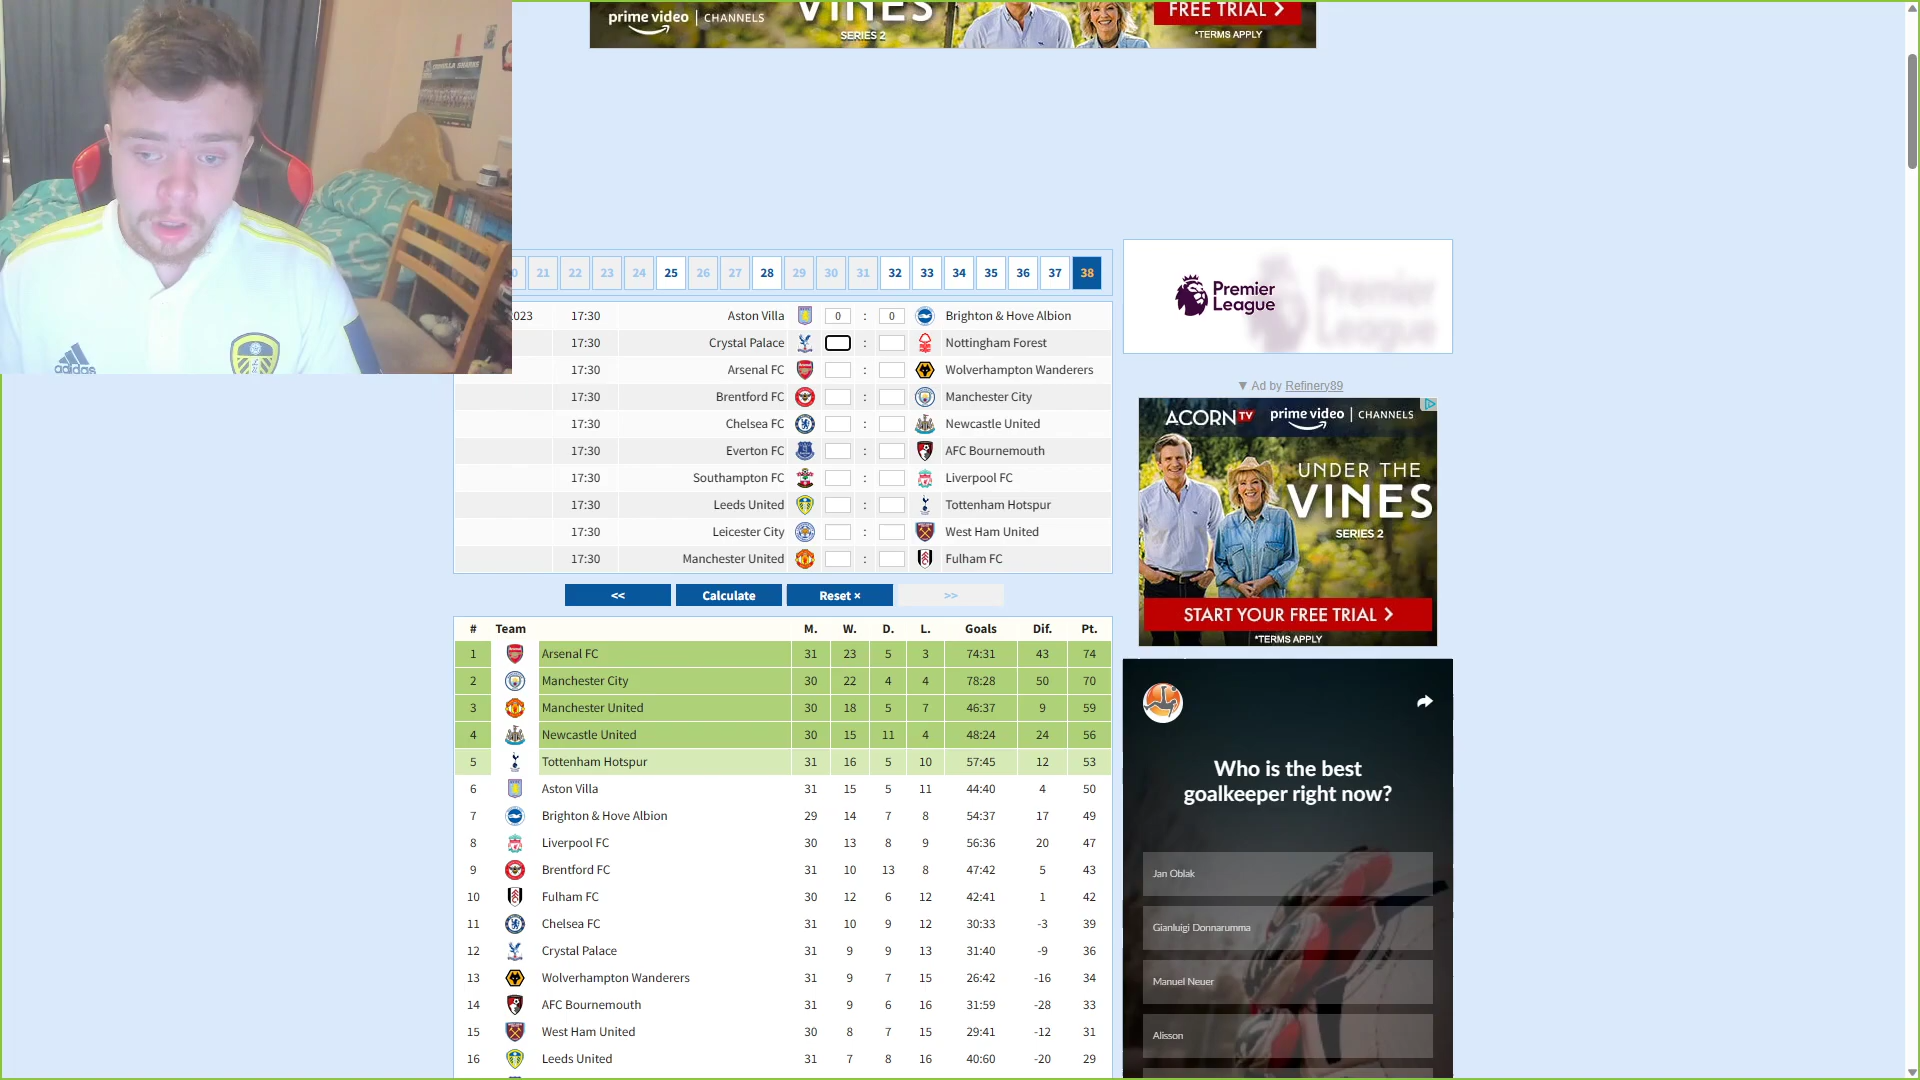 prime video | CHANNELS VINES FREE TRIAL
SERIES 2 *TERMS APPLY
GORILLA SHARKS
adidas
21 22 23 24 25 26 27 28 29 30 31 32 33 34 35 36 37 38
2023 17:30 Aston Villa 0 : 0 Brighton & Hove Albion
17:30 Crystal Palace : Nottingham Forest
17:30 Arsenal FC : Wolverhampton Wanderers
17:30 Brentford FC : Manchester City
17:30 Chelsea FC : Newcastle United
17:30 Everton FC : AFC Bournemouth
17:30 Southampton FC : Liverpool FC
17:30 Leeds United : Tottenham Hotspur
17:30 Leicester City : West Ham United
17:30 Manchester United : Fulham FC
<< Calculate Reset × >>
# Team M. W. D. L. Goals Dif. Pt.
1 Arsenal FC 31 23 5 3 74:31 43 74
2 Manchester City 30 22 4 4 78:28 50 70
3 Manchester United 30 18 5 7 46:37 9 59
4 Newcastle United 30 15 11 4 48:24 24 56
5 Tottenham Hotspur 31 16 5 10 57:45 12 53
6 Aston Villa 31 15 5 11 44:40 4 50
7 Brighton & Hove Albion 29 14 7 8 54:37 17 49
8 Liverpool FC 30 13 8 9 56:36 20 47
9 Brentford FC 31 10 13 8 47:42 5 43
10 Fulham FC 30 12 6 12 42:41 1 42
11 Chelsea FC 31 10 9 12 30:33 -3 39
12 Crystal Palace 31 9 9 13 31:40 -9 36
13 Wolverhampton Wanderers 31 9 7 15 26:42 -16 34
14 AFC Bournemouth 31 9 6 16 31:59 -28 33
15 West Ham United 30 8 7 15 29:41 -12 31
16 Leeds United 31 7 8 16 40:60 -20 29
Premier
League
Premier
League
▼ Ad by Refinery89
ACORN TV prime video | CHANNELS
UNDER THE
VINES
SERIES 2
START YOUR FREE TRIAL
*TERMS APPLY
Who is the best
goalkeeper right now?
Jan Oblak
Gianluigi Donnarumma
Manuel Neuer
Alisson